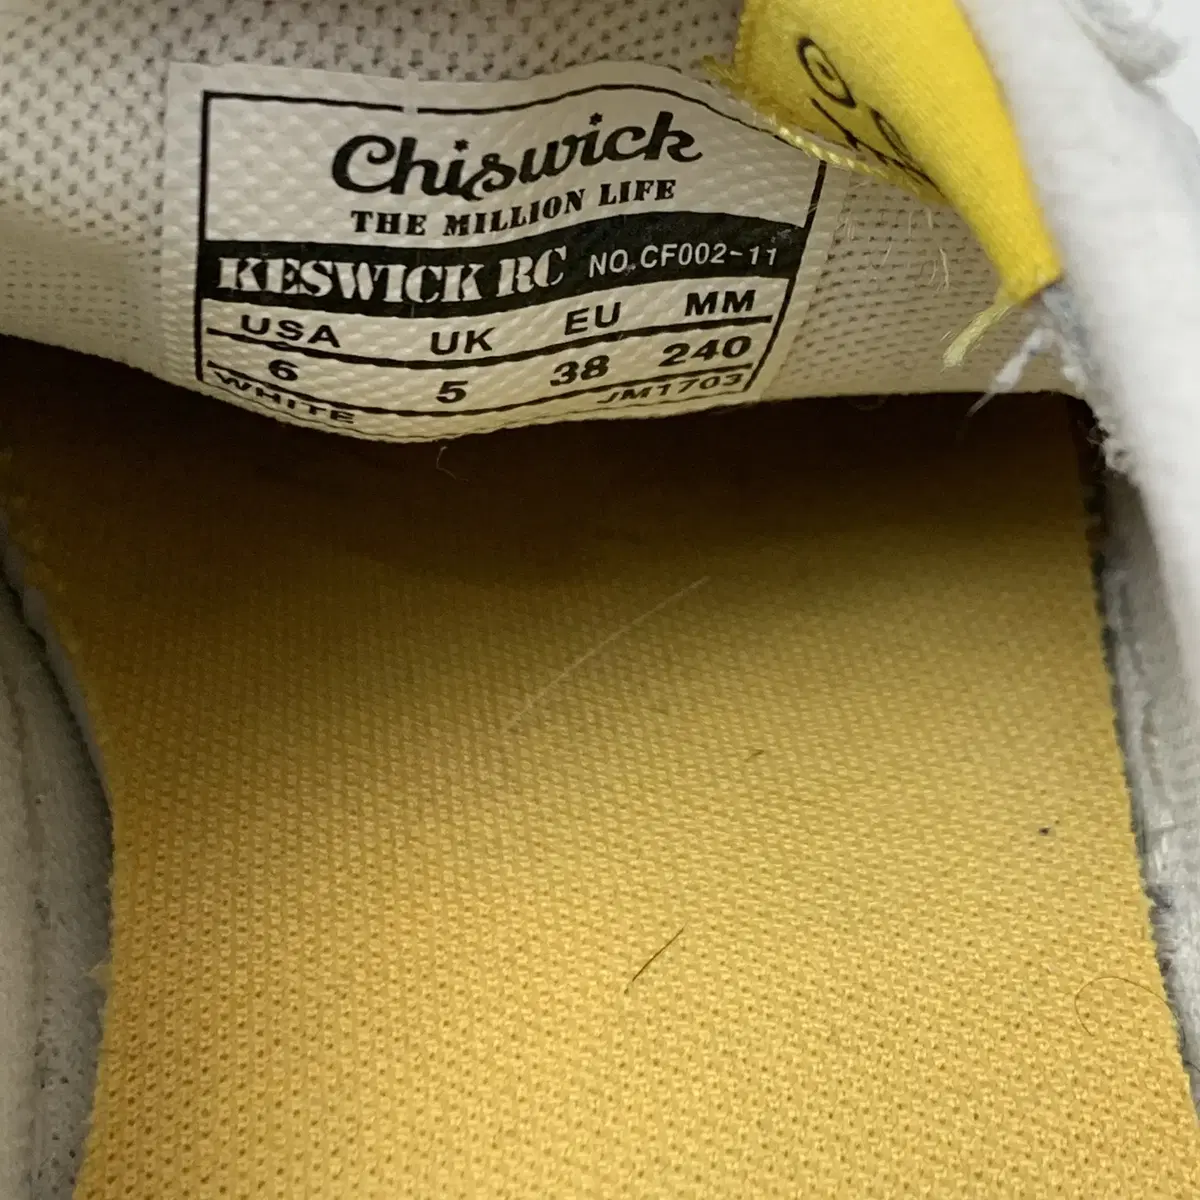 Chiswick
THE MILLION LIFE
KESWICK RC NO.CF002-11
USA UK EU MM
6 5 38 240
WHITE JM1703